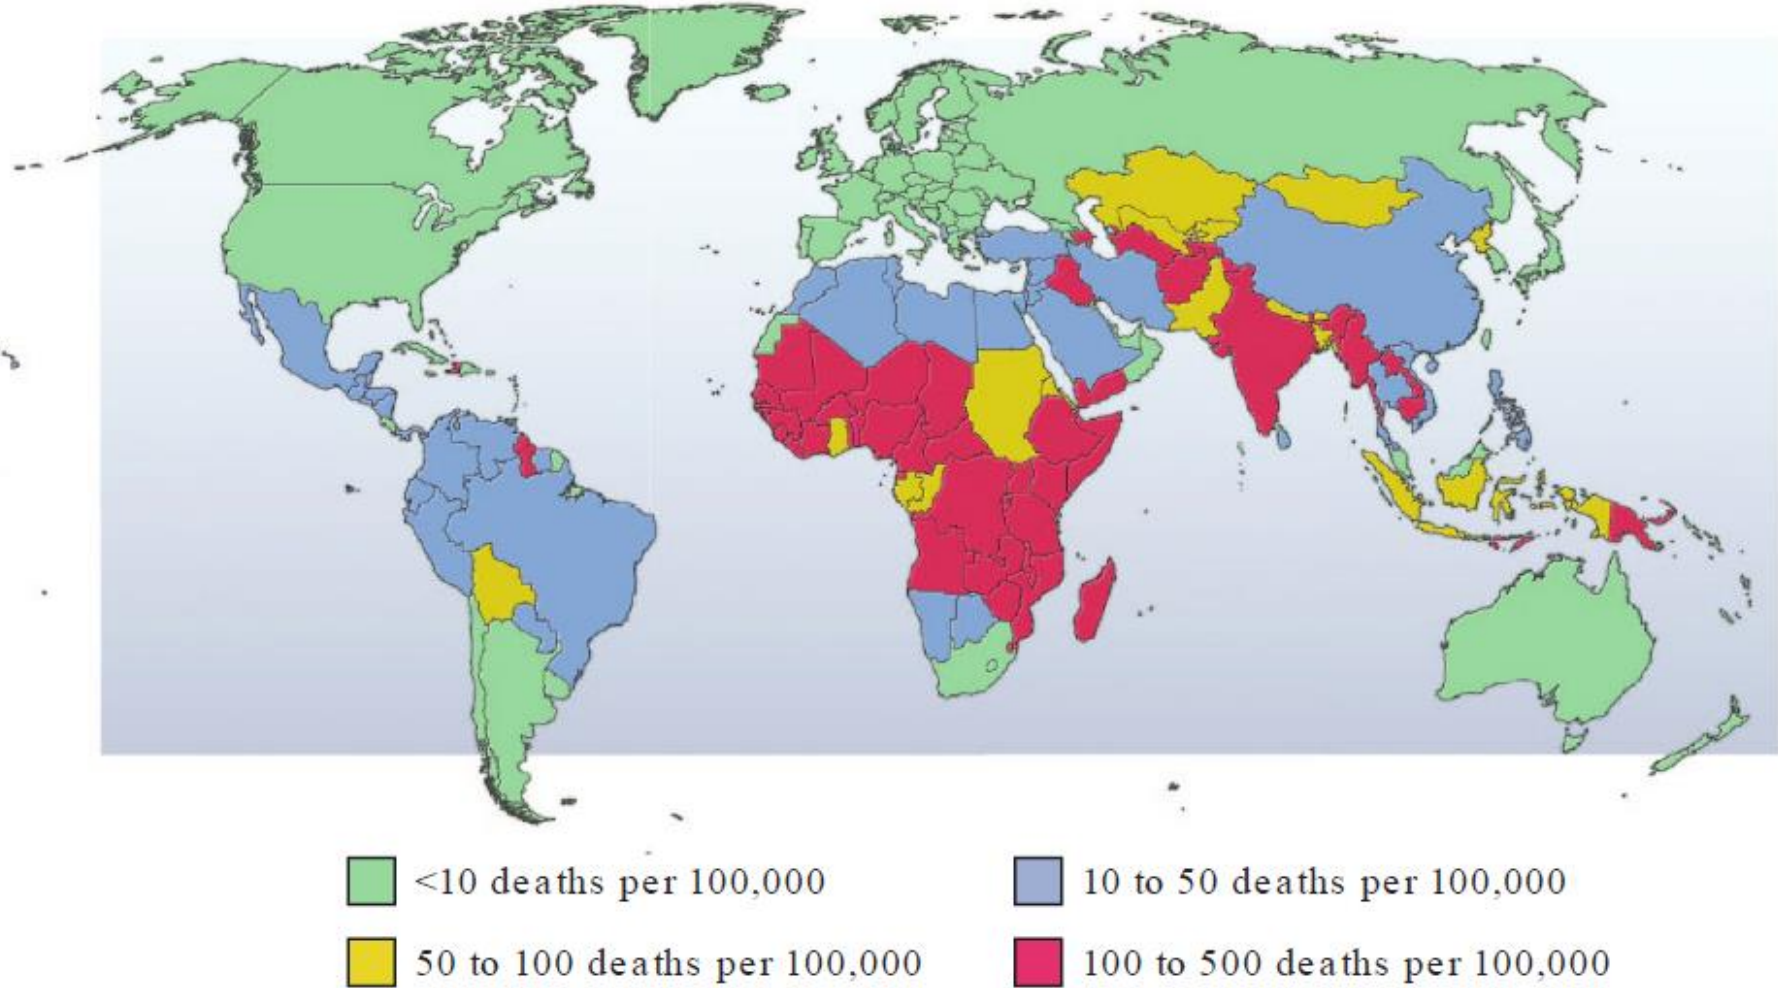 <10 deaths per 100,000
10 to 50 deaths per 100,000
50 to 100 deaths per 100,000
100 to 500 deaths per 100,000